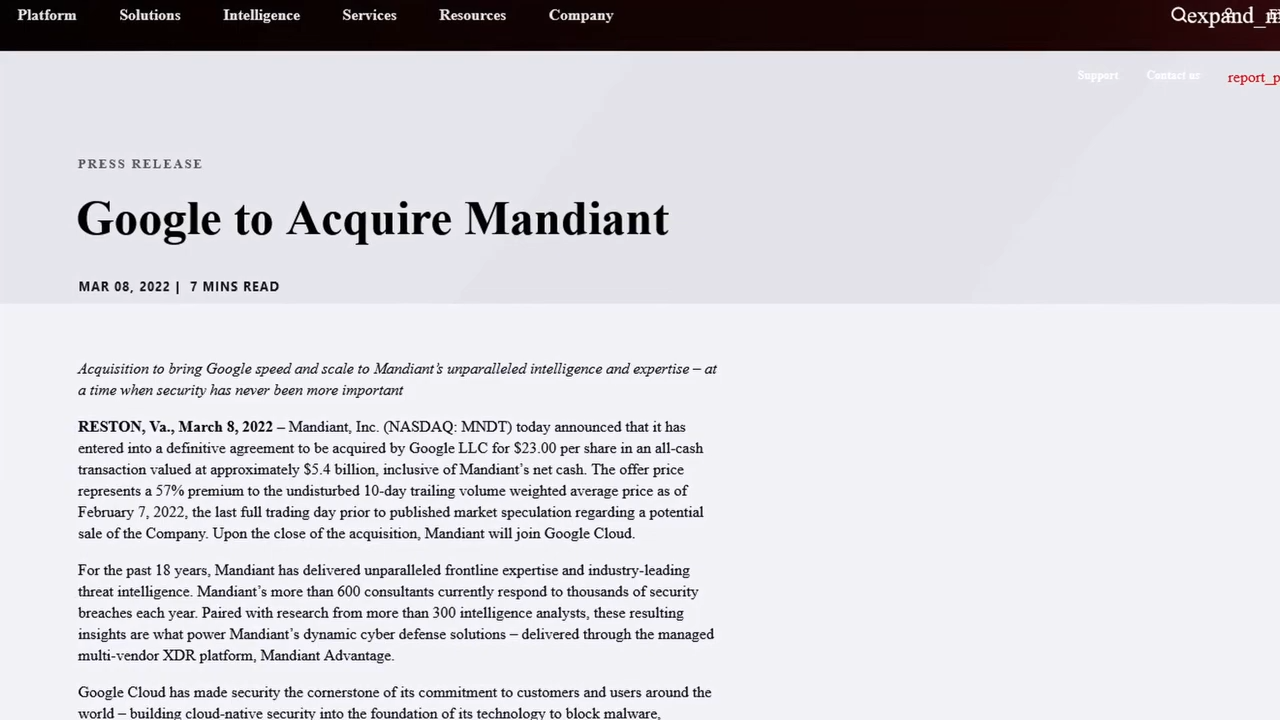 Platform Solutions Intelligence Services Resources Company expand_m
Support Contact us report_p
PRESS RELEASE
Google to Acquire Mandiant
MAR 08, 2022 | 7 MINS READ
Acquisition to bring Google speed and scale to Mandiant’s unparalleled intelligence and expertise – at
a time when security has never been more important
RESTON, Va., March 8, 2022 – Mandiant, Inc. (NASDAQ: MNDT) today announced that it has
entered into a definitive agreement to be acquired by Google LLC for $23.00 per share in an all-cash
transaction valued at approximately $5.4 billion, inclusive of Mandiant’s net cash. The offer price
represents a 57% premium to the undisturbed 10-day trailing volume weighted average price as of
February 7, 2022, the last full trading day prior to published market speculation regarding a potential
sale of the Company. Upon the close of the acquisition, Mandiant will join Google Cloud.
For the past 18 years, Mandiant has delivered unparalleled frontline expertise and industry-leading
threat intelligence. Mandiant’s more than 600 consultants currently respond to thousands of security
breaches each year. Paired with research from more than 300 intelligence analysts, these resulting
insights are what power Mandiant’s dynamic cyber defense solutions – delivered through the managed
multi-vendor XDR platform, Mandiant Advantage.
Google Cloud has made security the cornerstone of its commitment to customers and users around the
world – building cloud-native security into the foundation of its technology to block malware,